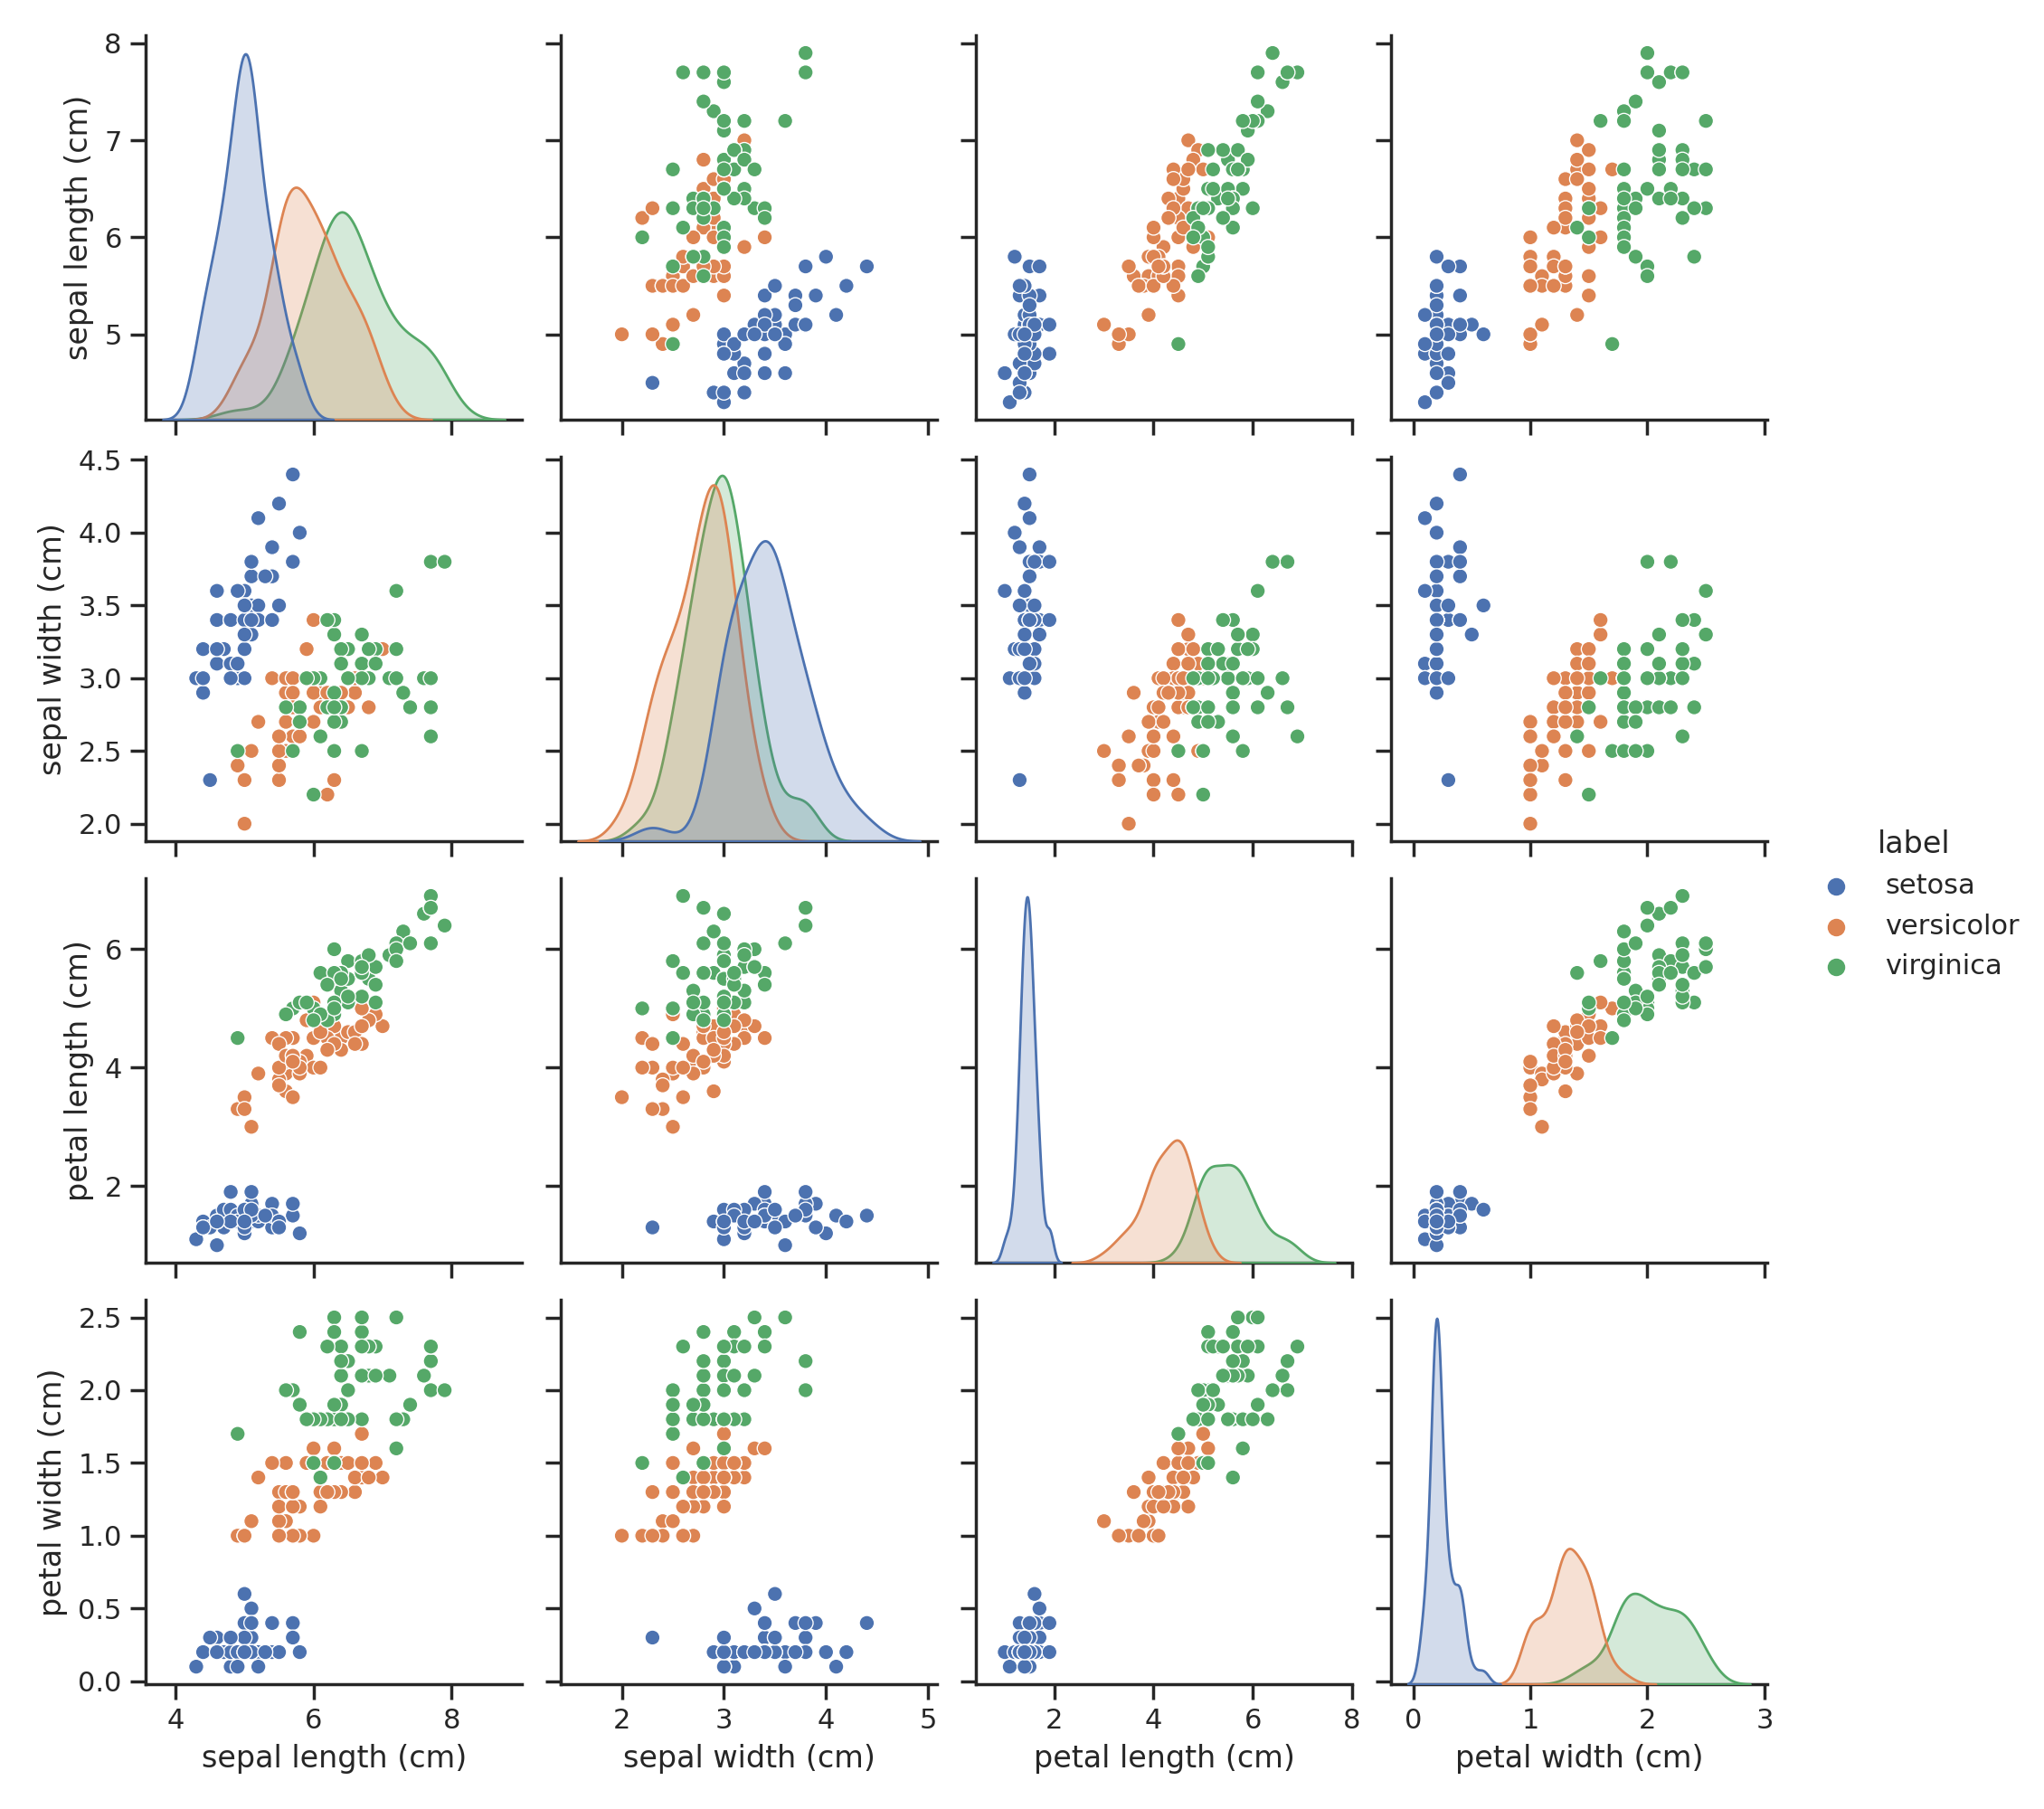 sepal length (cm)
8
7
6
5
sepal width (cm)
4.5
4.0
3.5
3.0
2.5
2.0
petal length (cm)
6
4
2
petal width (cm)
2.5
2.0
1.5
1.0
0.5
0.0
4 6 8
2 3 4 5
2 4 6 8
0 1 2 3
sepal length (cm)
sepal width (cm)
petal length (cm)
petal width (cm)
label
setosa
versicolor
virginica